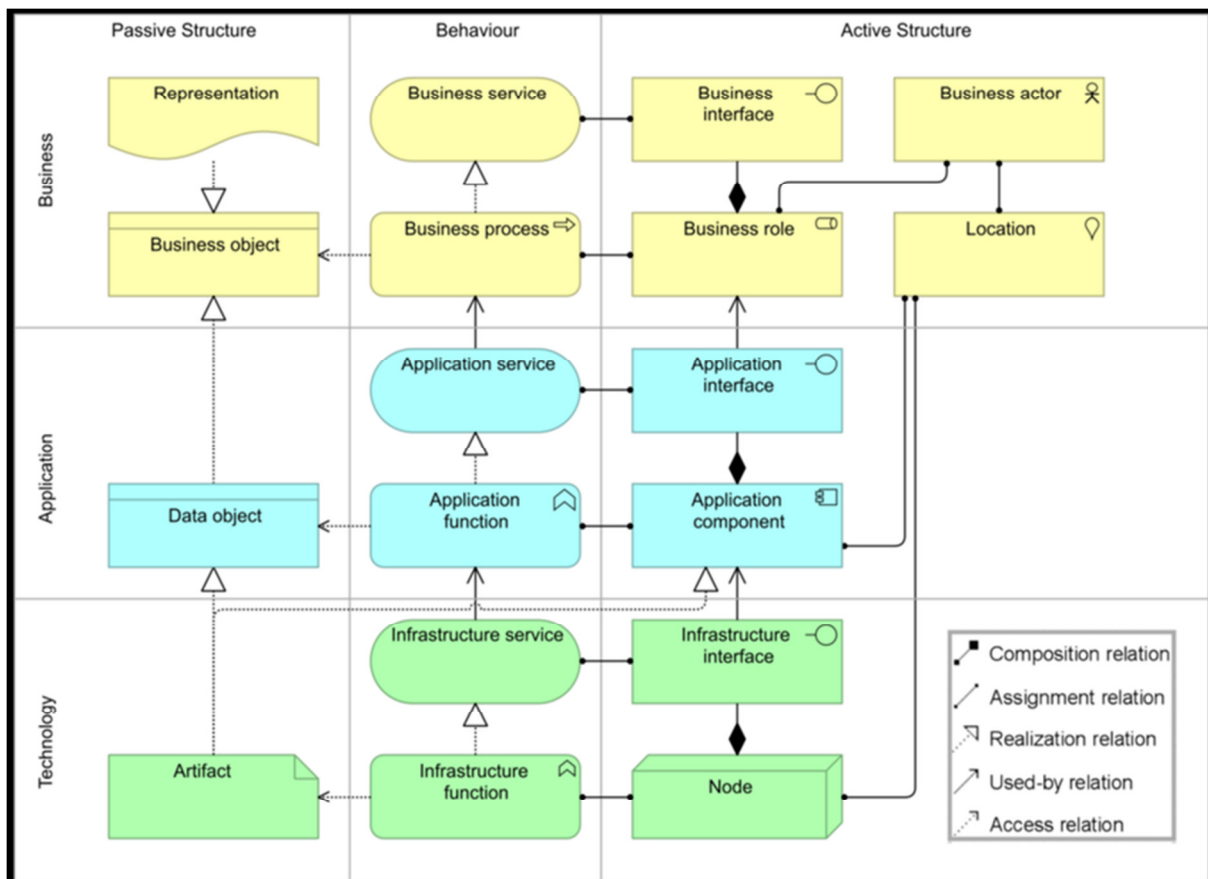 Passive Structure
Behaviour
Active Structure
Business
Representation
Business service
Business
interface
Business actor
Business object
Business process
Business role
Location
Application
Application service
Application
interface
Data object
Application
function
Application
component
Technology
Infrastructure service
Infrastructure
interface
Artifact
Infrastructure
function
Node
Composition relation
Assignment relation
Realization relation
Used-by relation
Access relation